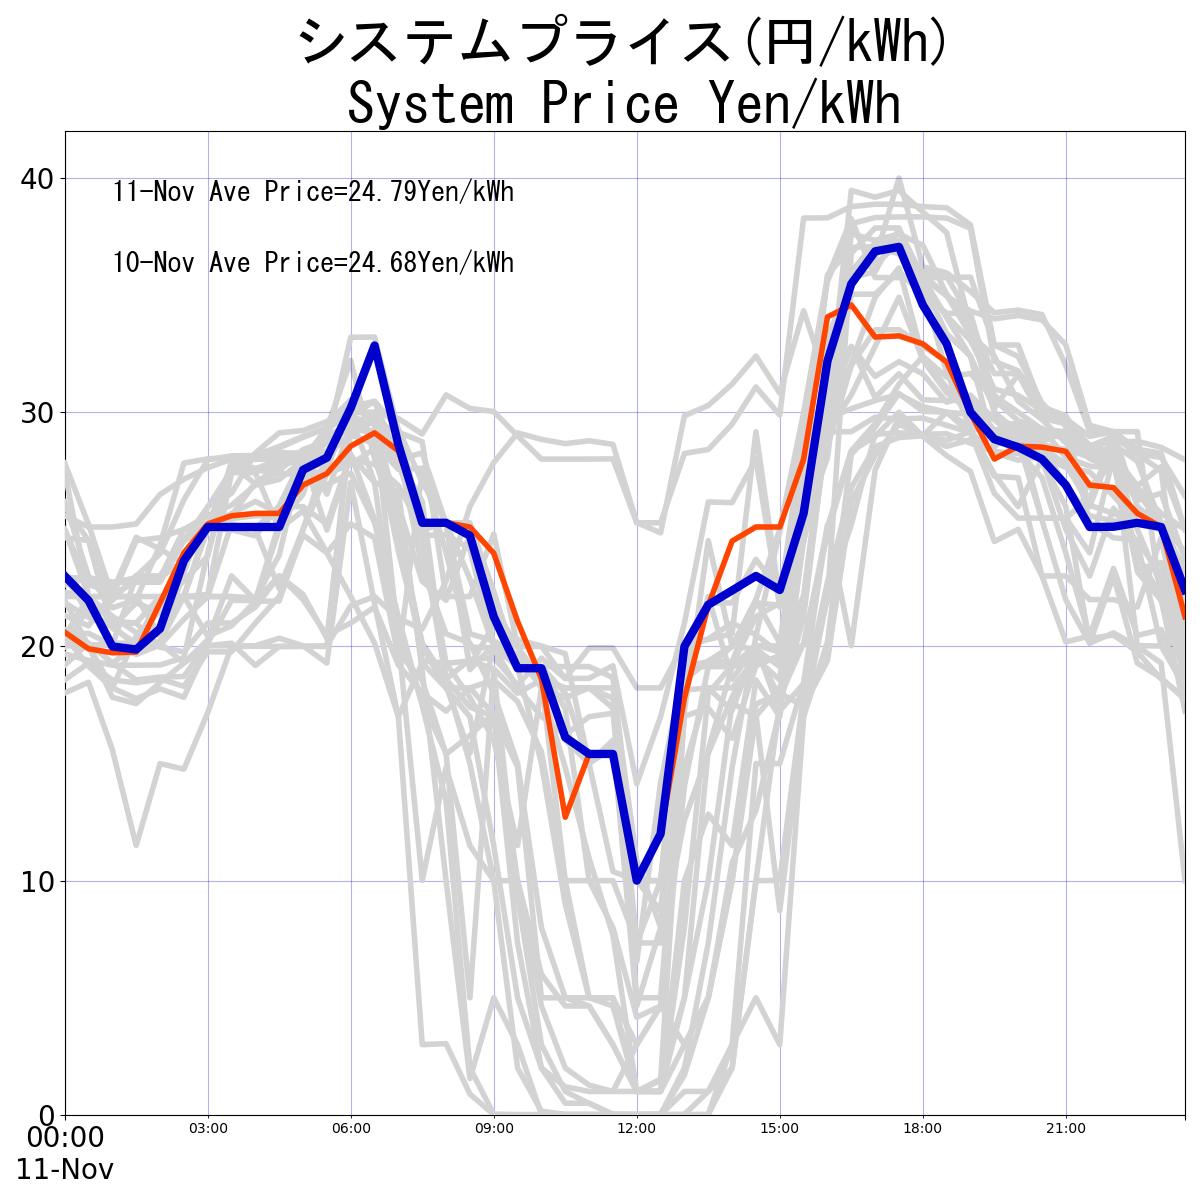 システムプライス(円/kWh)
System Price Yen/kWh
11-Nov Ave Price=24.79Yen/kWh
10-Nov Ave Price=24.68Yen/kWh
40
30
20
10
0
00:00 03:00 06:00 09:00 12:00 15:00 18:00 21:00
11-Nov